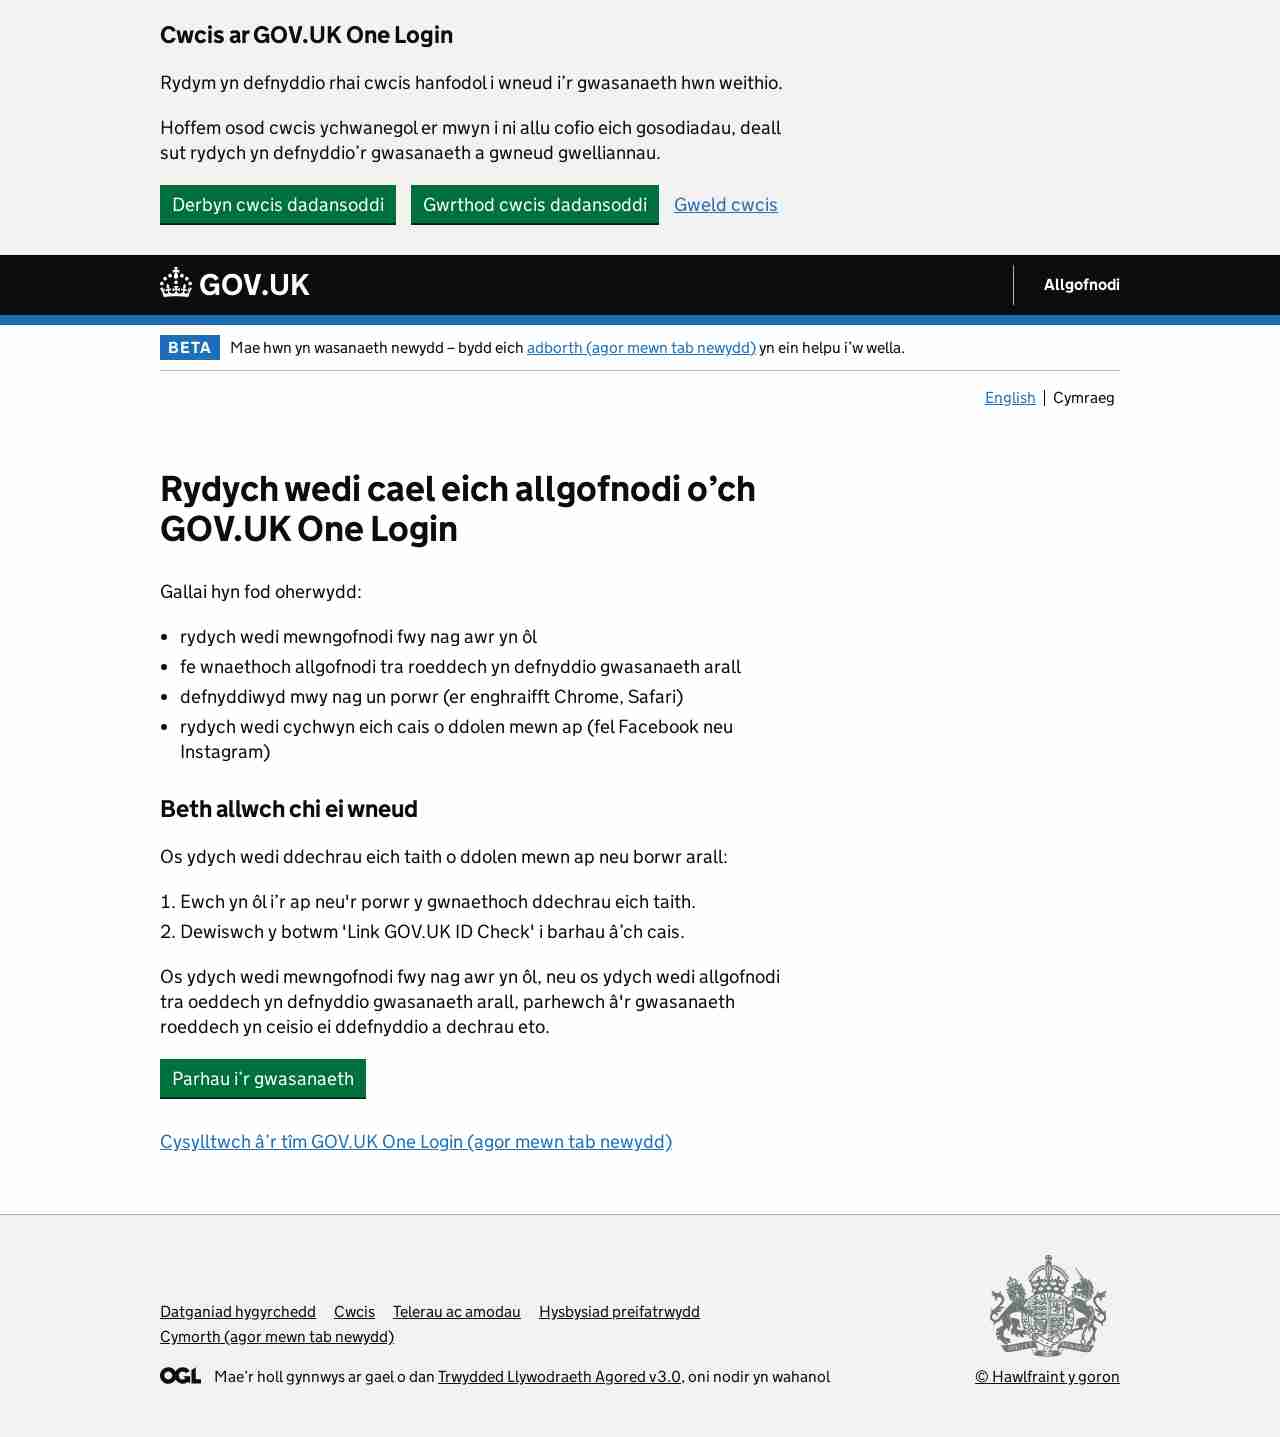 Cwcis ar GOV.UK One Login
Rydym yn defnyddio rhai cwcis hanfodol i wneud i’r gwasanaeth hwn weithio.
Hoffem osod cwcis ychwanegol er mwyn i ni allu cofio eich gosodiadau, deall
sut rydych yn defnyddio’r gwasanaeth a gwneud gwelliannau.
Derbyn cwcis dadansoddi
Gwrthod cwcis dadansoddi
Gweld cwcis
GOV.UK
Allgofnodi
BETA
Mae hwn yn wasanaeth newydd – bydd eich adborth (agor mewn tab newydd) yn ein helpu i’w wella.
English
Cymraeg
Rydych wedi cael eich allgofnodi o’ch
GOV.UK One Login
Gallai hyn fod oherwydd:
• rydych wedi mewngofnodi fwy nag awr yn ôl
• fe wnaethoch allgofnodi tra roeddech yn defnyddio gwasanaeth arall
• defnyddiwyd mwy nag un porwr (er enghraifft Chrome, Safari)
• rydych wedi cychwyn eich cais o ddolen mewn ap (fel Facebook neu
Instagram)
Beth allwch chi ei wneud
Os ydych wedi ddechrau eich taith o ddolen mewn ap neu borwr arall:
1. Ewch yn ôl i’r ap neu'r porwr y gwnaethoch ddechrau eich taith.
2. Dewiswch y botwm 'Link GOV.UK ID Check' i barhau â’ch cais.
Os ydych wedi mewngofnodi fwy nag awr yn ôl, neu os ydych wedi allgofnodi
tra oeddech yn defnyddio gwasanaeth arall, parhewch â'r gwasanaeth
roeddech yn ceisio ei ddefnyddio a dechrau eto.
Parhau i’r gwasanaeth
Cysylltwch â’r tîm GOV.UK One Login (agor mewn tab newydd)
Datganiad hygyrchedd
Cwcis
Telerau ac amodau
Hysbysiad preifatrwydd
Cymorth (agor mewn tab newydd)
OGL
Mae’r holl gynnwys ar gael o dan Trwydded Llywodraeth Agored v3.0, oni nodir yn wahanol
© Hawlfraint y goron